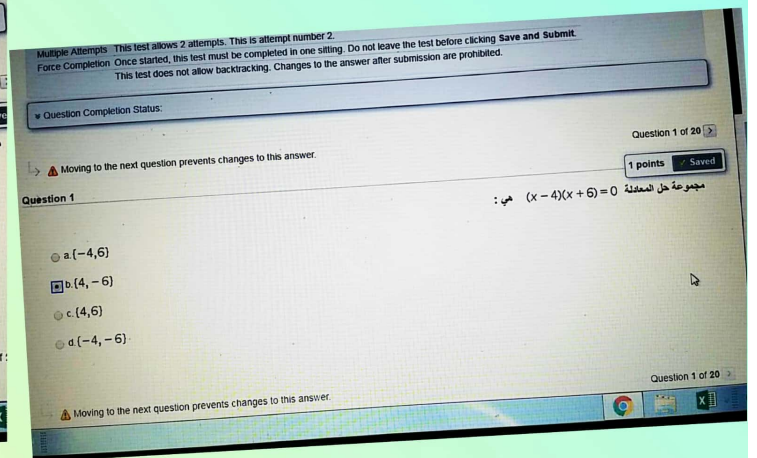 Multiple Attempts This test allows 2 attempts. This is attempt number 2.
Force Completion Once started, this test must be completed in one sitting. Do not leave the test before clicking Save and Submit.
This test does not allow backtracking. Changes to the answer after submission are prohibited.
Question Completion Status:
Question 1 of 20 >
Moving to the next question prevents changes to this answer.
1 points Saved
Question 1
مجموعة حل المعادلة (x – 4)(x + 6) = 0 هي :
a. {−4,6}
b. {4, − 6}
c. {4,6}
d. {−4, − 6}
Question 1 of 20 >
Moving to the next question prevents changes to this answer.